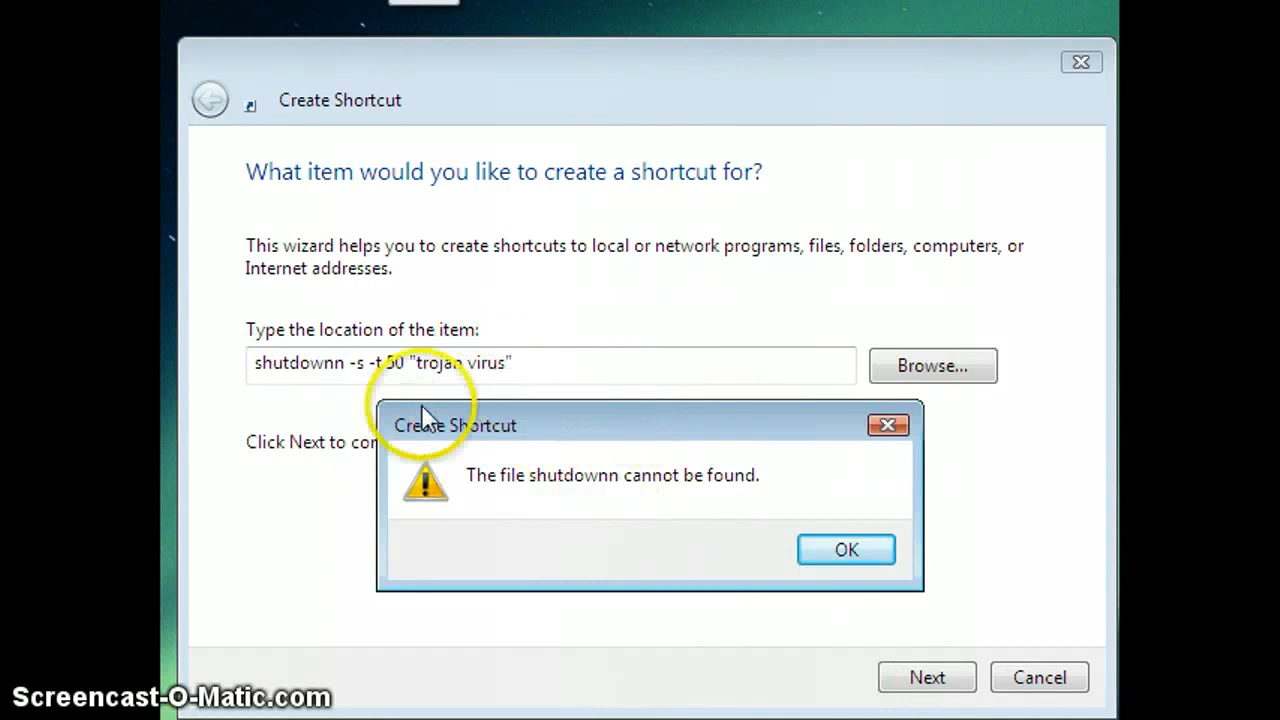 Create Shortcut
What item would you like to create a shortcut for?
This wizard helps you to create shortcuts to local or network programs, files, folders, computers, or
Internet addresses.
Type the location of the item:
shutdownn -s -t 50 "trojan virus"
Browse...
Create Shortcut
Click Next to con
The file shutdownn cannot be found.
OK
Next
Cancel
Screencast-O-Matic.com